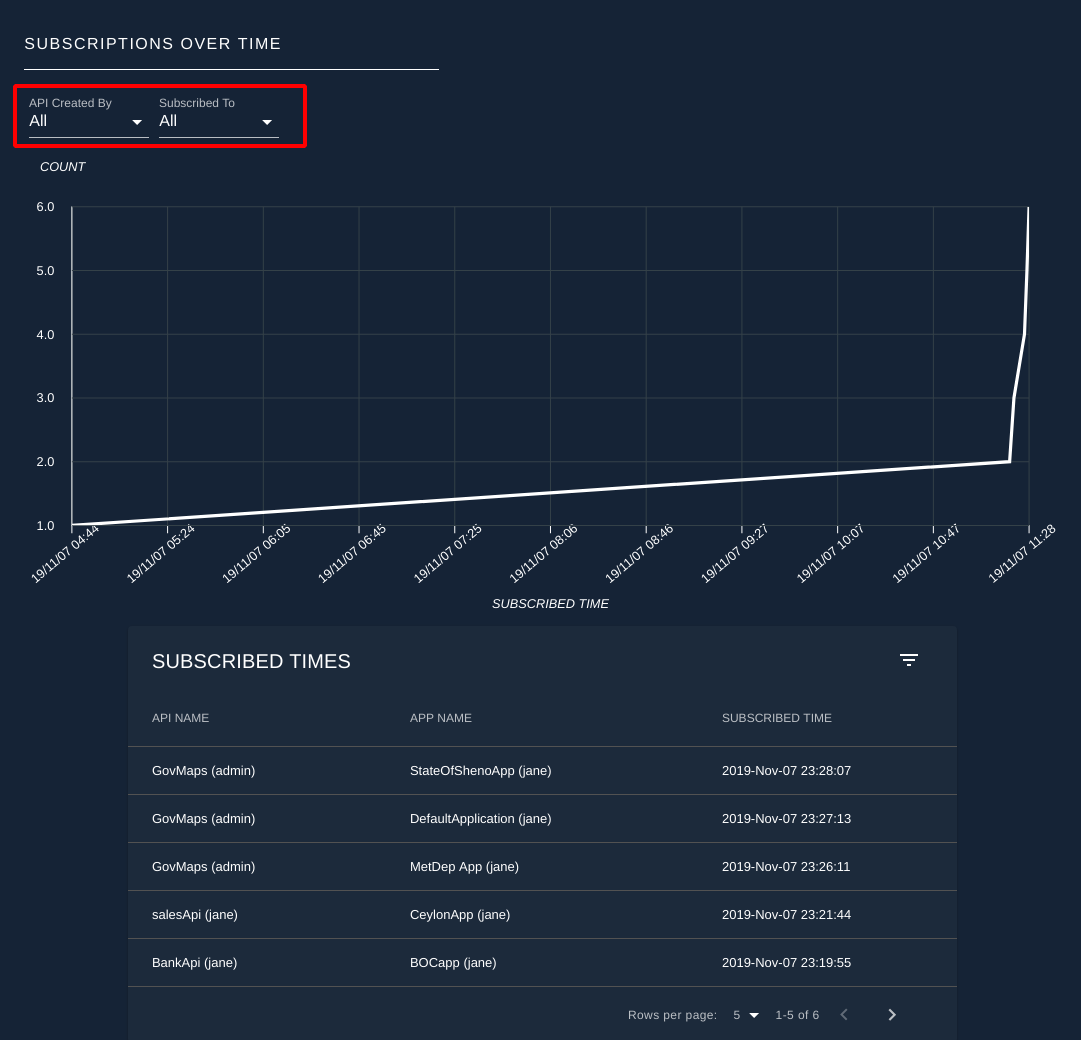 SUBSCRIPTIONS OVER TIME
API Created By Subscribed To
All All
COUNT
6.0
5.0
4.0
3.0
2.0
1.0
19/11/07 04:44 19/11/07 05:24 19/11/07 06:05 19/11/07 06:45 19/11/07 07:25 19/11/07 08:06 19/11/07 08:46 19/11/07 09:27 19/11/07 10:07 19/11/07 10:47 19/11/07 11:28
SUBSCRIBED TIME
SUBSCRIBED TIMES
API NAME APP NAME SUBSCRIBED TIME
GovMaps (admin) StateOfShenoApp (jane) 2019-Nov-07 23:28:07
GovMaps (admin) DefaultApplication (jane) 2019-Nov-07 23:27:13
GovMaps (admin) MetDep App (jane) 2019-Nov-07 23:26:11
salesApi (jane) CeylonApp (jane) 2019-Nov-07 23:21:44
BankApi (jane) BOCapp (jane) 2019-Nov-07 23:19:55
Rows per page: 5 1-5 of 6